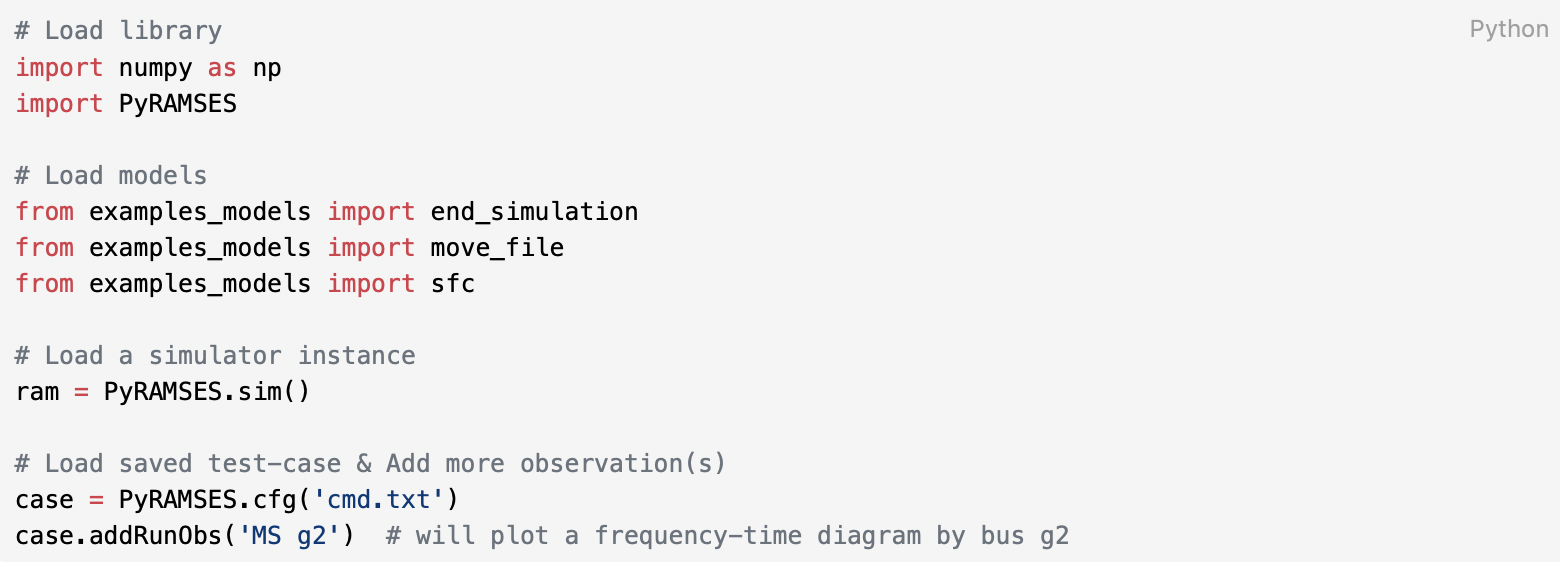 # Load library
Python
import numpy as np
import PyRAMSES
# Load models
from examples_models import end_simulation
from examples_models import move_file
from examples_models import sfc
# Load a simulator instance
ram = PyRAMSES.sim()
# Load saved test-case & Add more observation(s)
case = PyRAMSES.cfg('cmd.txt')
case.addRunObs('MS g2')  # will plot a frequency-time diagram by bus g2